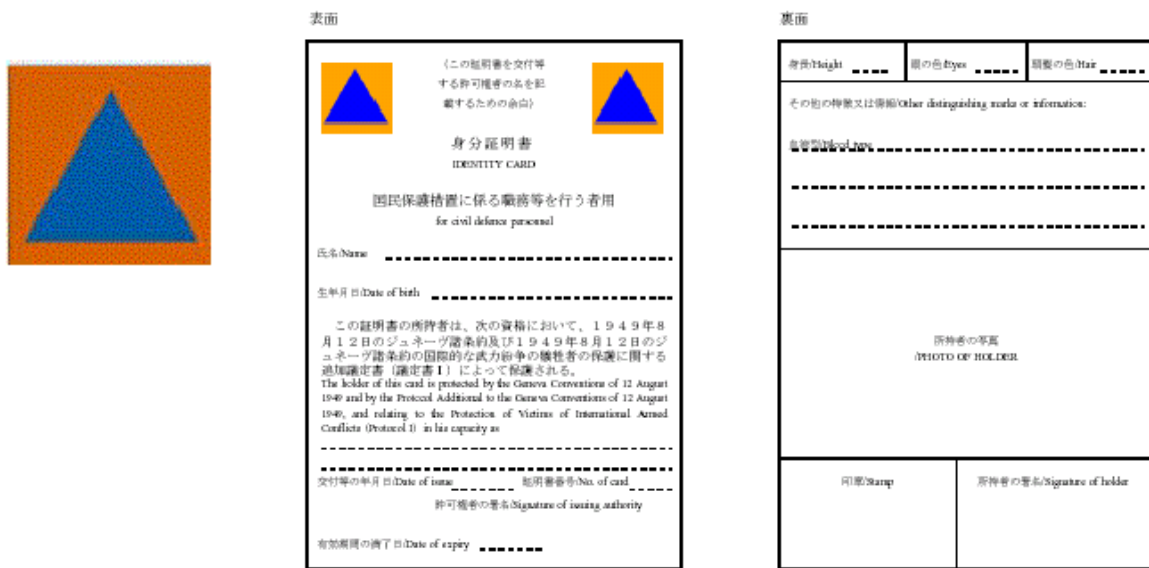 表面
(この証明書を交付等
する許可権者の名を記
載するための余白)
身分証明書
IDENTITY CARD
国民保護措置に係る職務等を行う者用
for civil defence personnel
氏名/Name
生年月日/Date of birth
この証明書の所持者は、次の資格において、1949年8
月12日のジュネーヴ諸条約及び1949年8月12日のジ
ュネーヴ諸条約の国際的な武力紛争の犠牲者の保護に関する
追加議定書(議定書I)によって保護される。
The holder of this card is protected by the Geneva Conventions of 12 August
1949 and by the Protocol Additional to the Geneva Conventions of 12 August
1949, and relating to the Protection of Victims of International Armed
Conflicts (Protocol I) in his capacity as
交付等の年月日/Date of issue 証明書番号/No. of card
許可権者の署名/Signature of issuing authority
有効期間の満了日/Date of expiry
裏面
身長/Height 眼の色/Eyes 頭髪の色/Hair
その他の特徴又は情報/Other distinguishing marks or information:
血液型/Blood type
所持者の写真
/PHOTO OF HOLDER
印章/Stamp 所持者の署名/Signature of holder